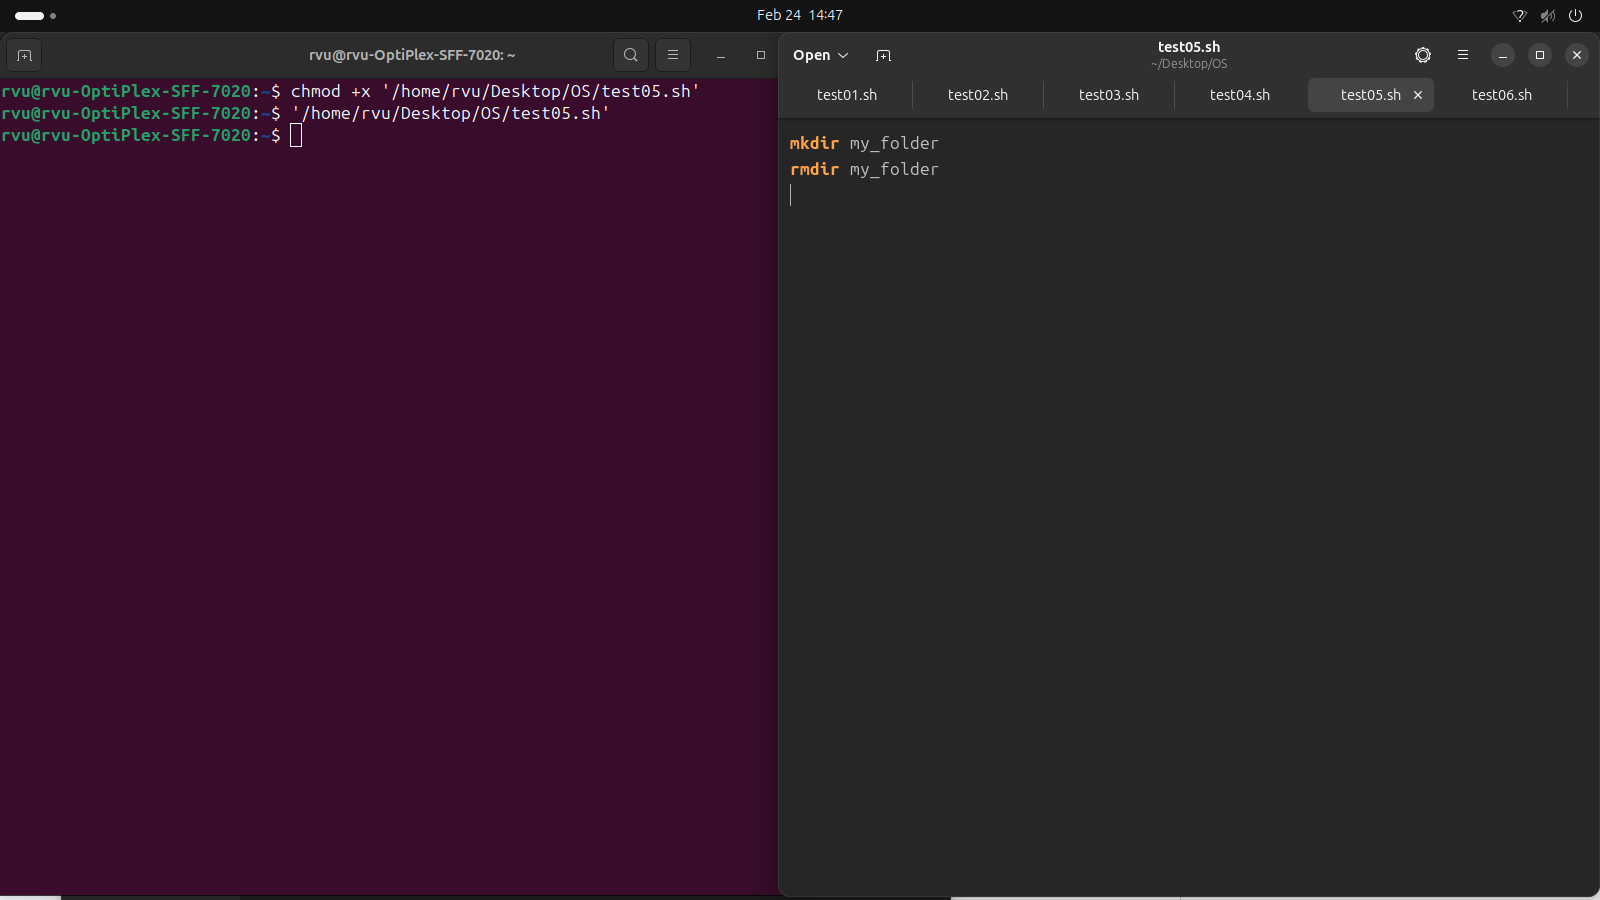 Feb 24 14:47
rvu@rvu-OptiPlex-SFF-7020: ~
rvu@rvu-OptiPlex-SFF-7020:~$ chmod +x '/home/rvu/Desktop/OS/test05.sh'
rvu@rvu-OptiPlex-SFF-7020:~$ '/home/rvu/Desktop/OS/test05.sh'
rvu@rvu-OptiPlex-SFF-7020:~$
Open
test05.sh
~/Desktop/OS
test01.sh test02.sh test03.sh test04.sh test05.sh test06.sh
mkdir my_folder
rmdir my_folder